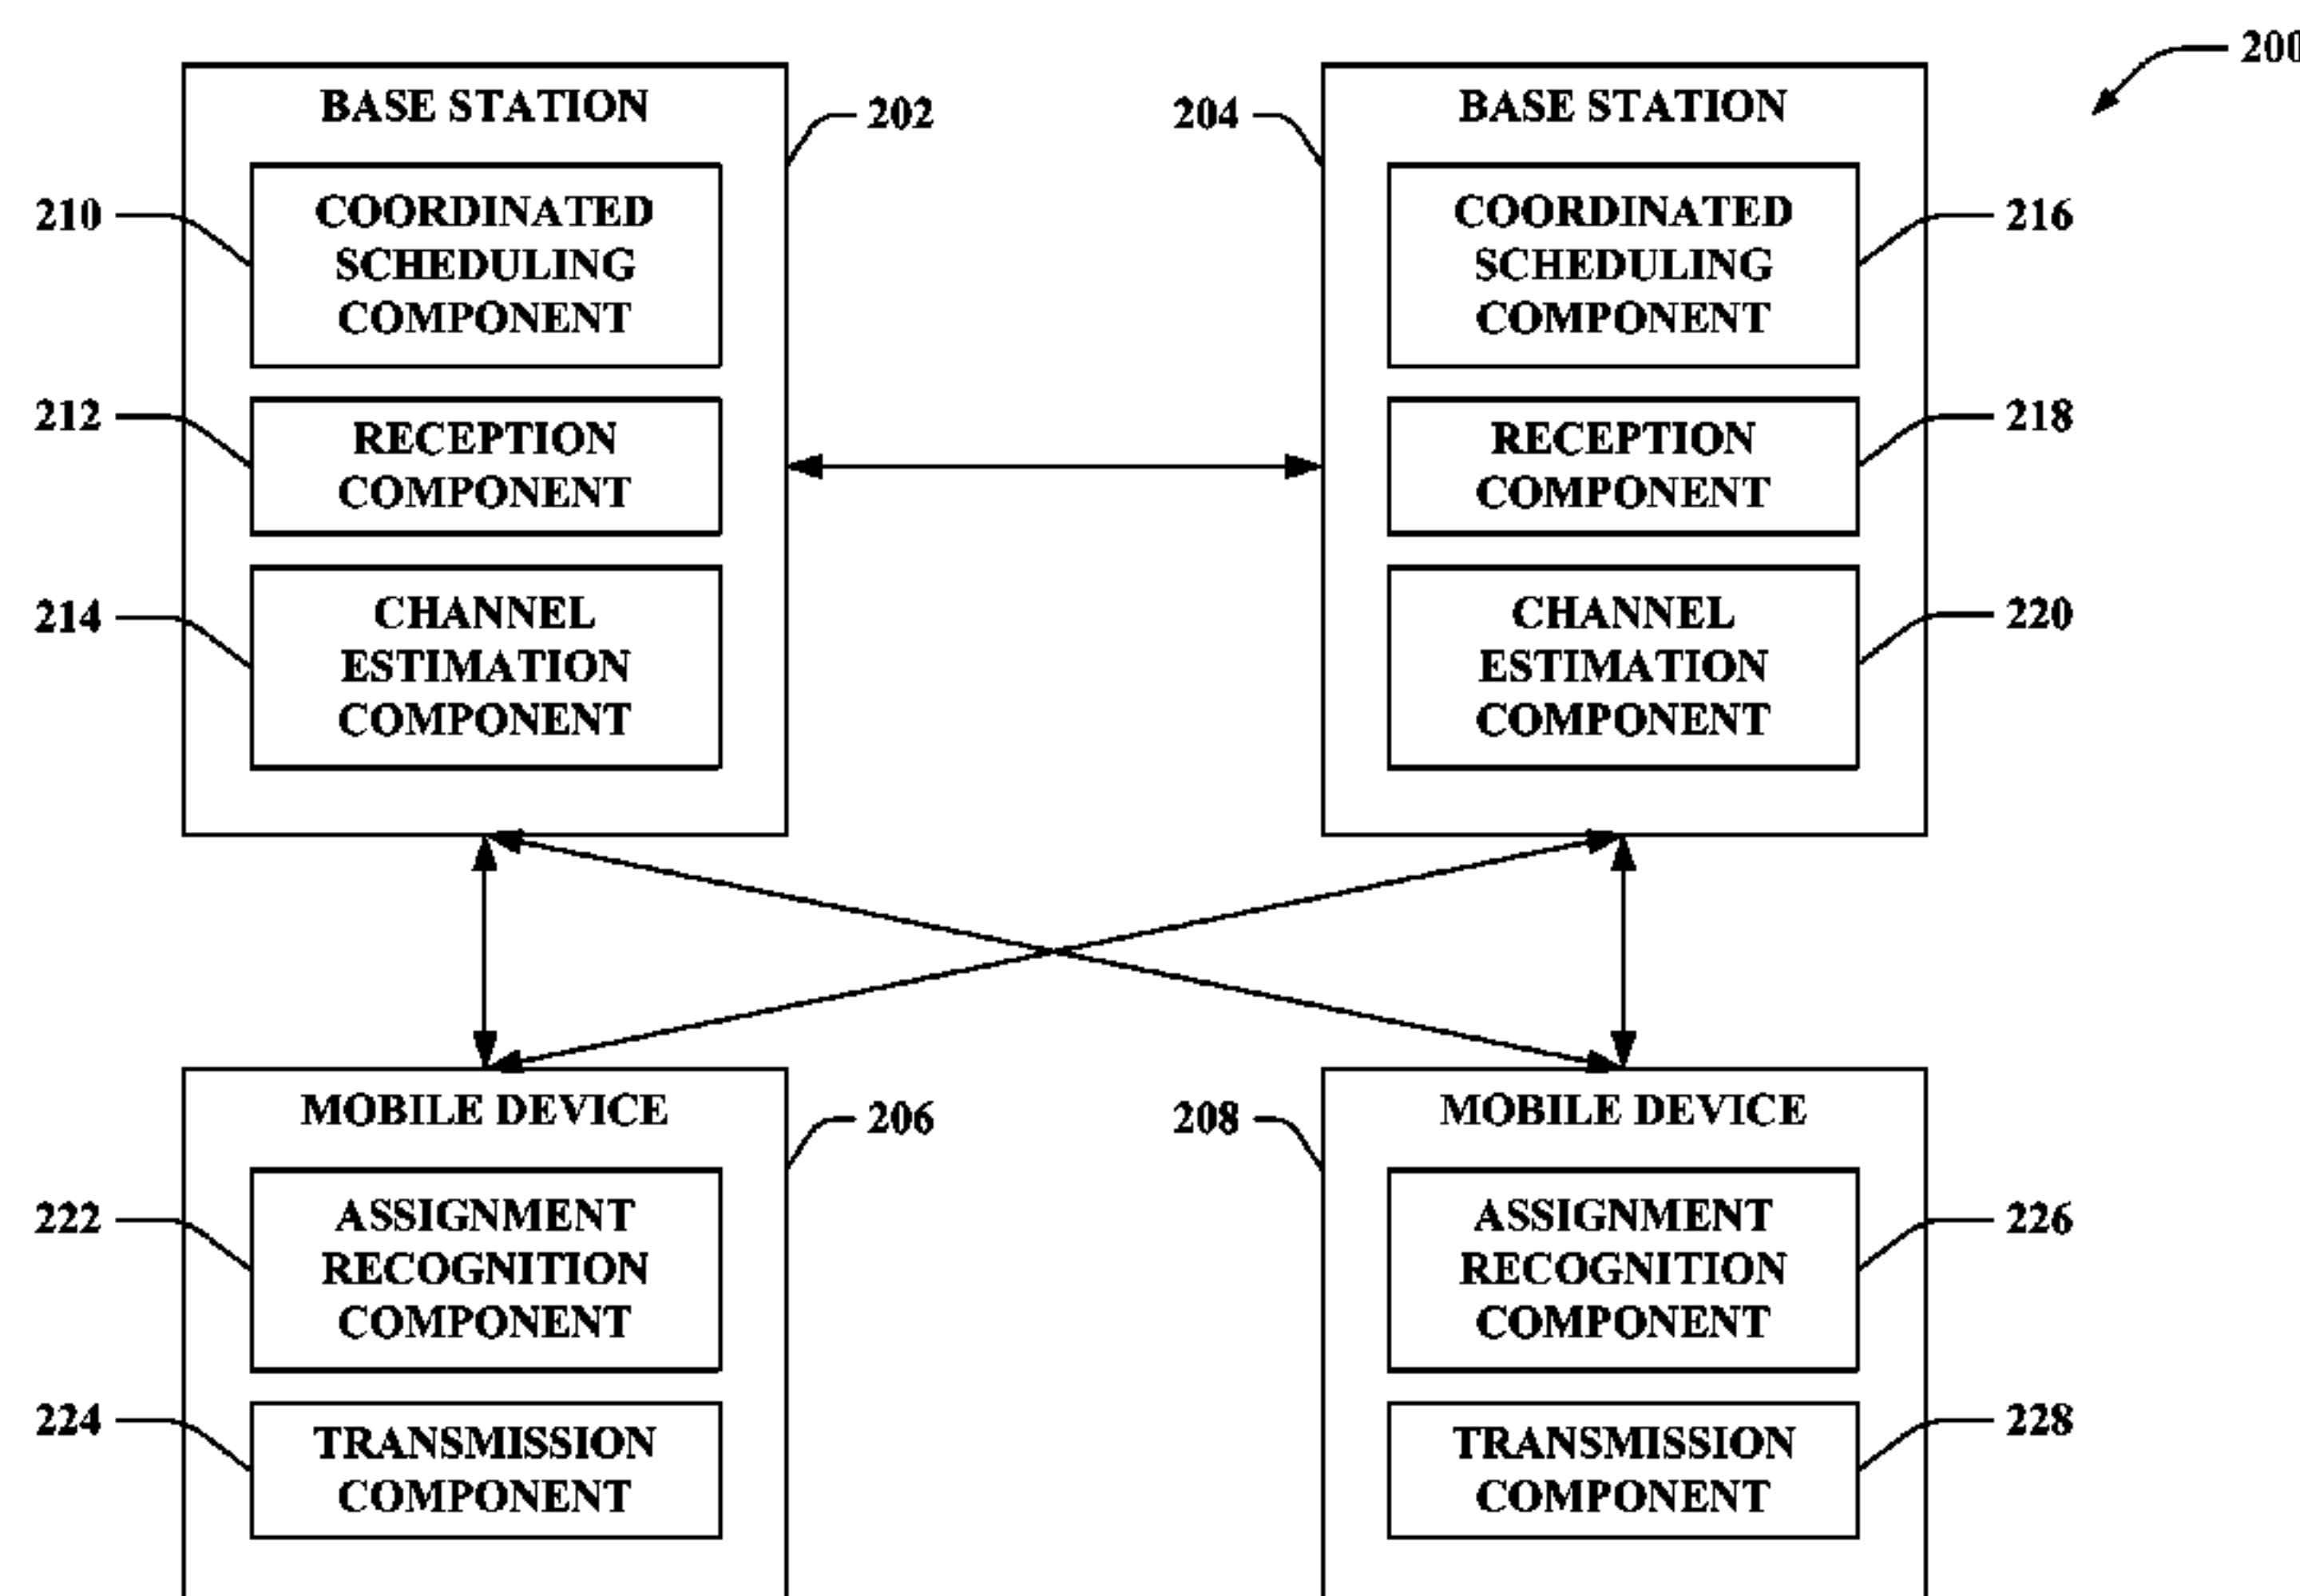 200
BASE STATION
202
204
BASE STATION
210
COORDINATED
SCHEDULING
COMPONENT
COORDINATED
SCHEDULING
COMPONENT
216
212
RECEPTION
COMPONENT
RECEPTION
COMPONENT
218
214
CHANNEL
ESTIMATION
COMPONENT
CHANNEL
ESTIMATION
COMPONENT
220
MOBILE DEVICE
206
208
MOBILE DEVICE
222
ASSIGNMENT
RECOGNITION
COMPONENT
ASSIGNMENT
RECOGNITION
COMPONENT
226
224
TRANSMISSION
COMPONENT
TRANSMISSION
COMPONENT
228